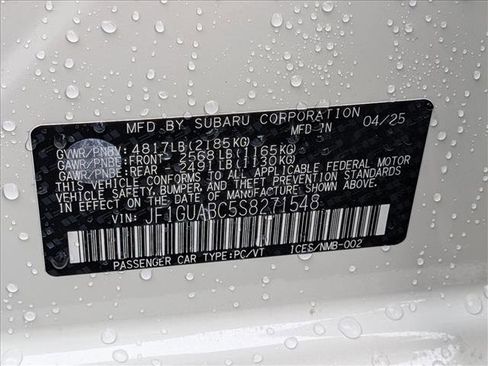 MFD BY SUBARU CORPORATION
MFD IN 04/25
GVWR/PNBV: 4817LB(2185KG)
GAWR/PNBE:FRONT- 2568LB(1165KG)
GAWR/PNBE:REAR - 2491LB(1130KG)
THIS VEHICLE CONFORMS TO ALL APPLICABLE FEDERAL MOTOR
VEHICLE SAFETY, BUMPER, AND THEFT PREVENTION
STANDARDS IN EFFECT ON THE
DATE OF MANUFACTURE SHOWN ABOVE.
VIN: JF1GUABC5S8271548
PASSENGER CAR TYPE:PC/VT ICES/NMB-002